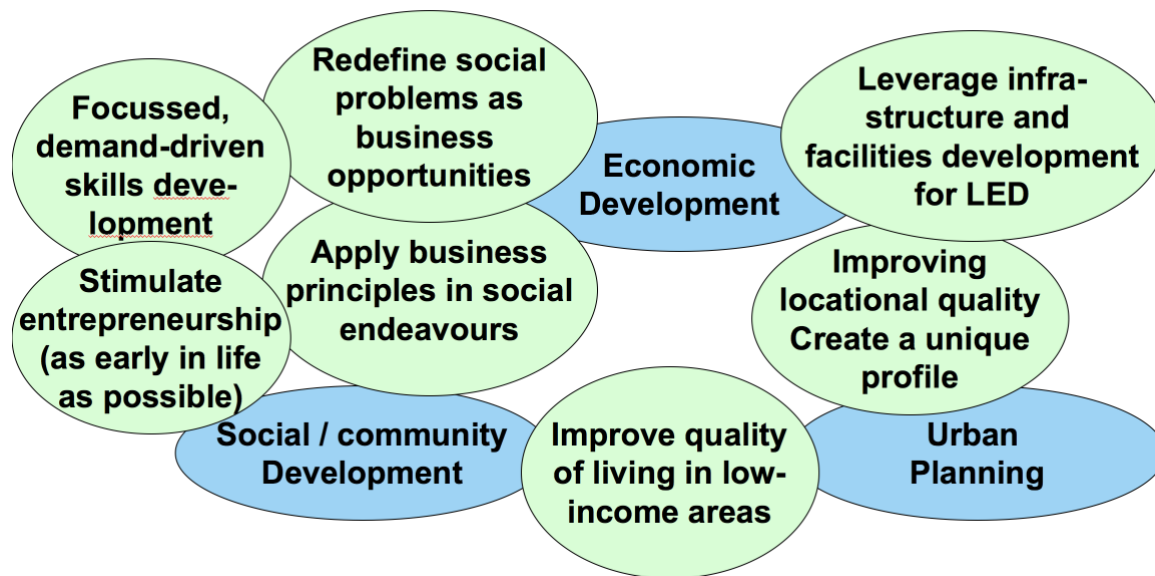 Redefine social
problems as
business
opportunities
Focussed,
demand-driven
skills deve-
lopment
Economic
Development
Leverage infra-
structure and
facilities development
for LED
Apply business
principles in social
endeavours
Stimulate
entrepreneurship
(as early in life
as possible)
Improving
locational quality
Create a unique
profile
Social / community
Development
Improve quality
of living in low-
income areas
Urban
Planning